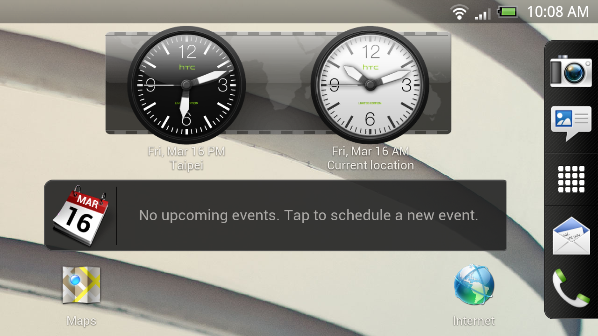 10:08 AM
12
9
3
6
hTC
12
9
3
6
hTC
Fri, Mar 16 PM
Taipei
Fri, Mar 16 AM
Current location
MAR
16
No upcoming events. Tap to schedule a new event.
Maps
Internet